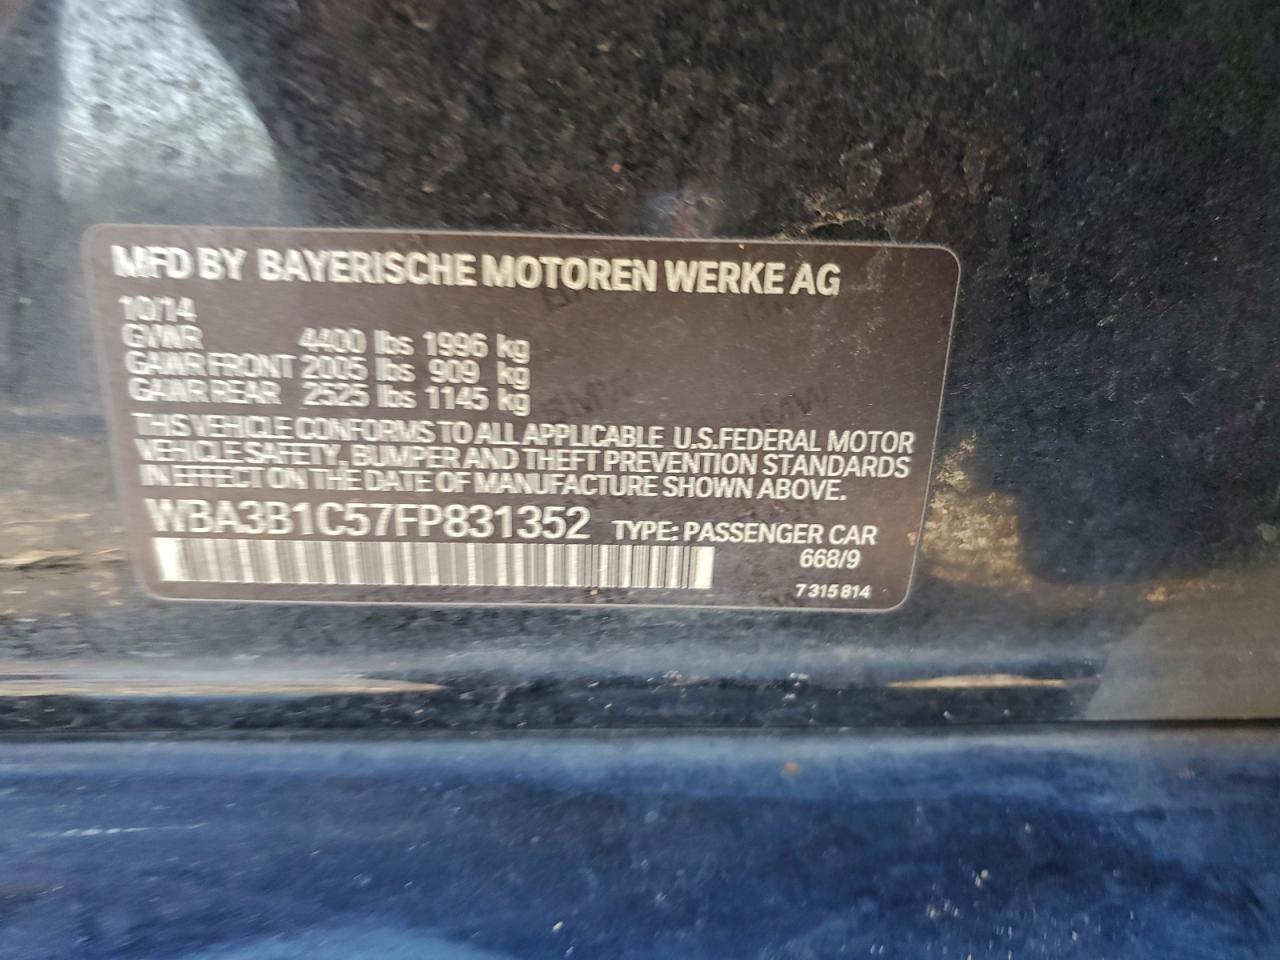 MFD BY BAYERISCHE MOTOREN WERKE AG
10/14
GVWR 4400 lbs 1996 kg
GAWR FRONT 2005 lbs 909 kg
GAWR REAR 2525 lbs 1145 kg
THIS VEHICLE CONFORMS TO ALL APPLICABLE U.S.FEDERAL MOTOR
VEHICLE SAFETY, BUMPER AND THEFT PREVENTION STANDARDS
IN EFFECT ON THE DATE OF MANUFACTURE SHOWN ABOVE.
WBA3B1C57FP831352 TYPE: PASSENGER CAR
668/9
7 315 814